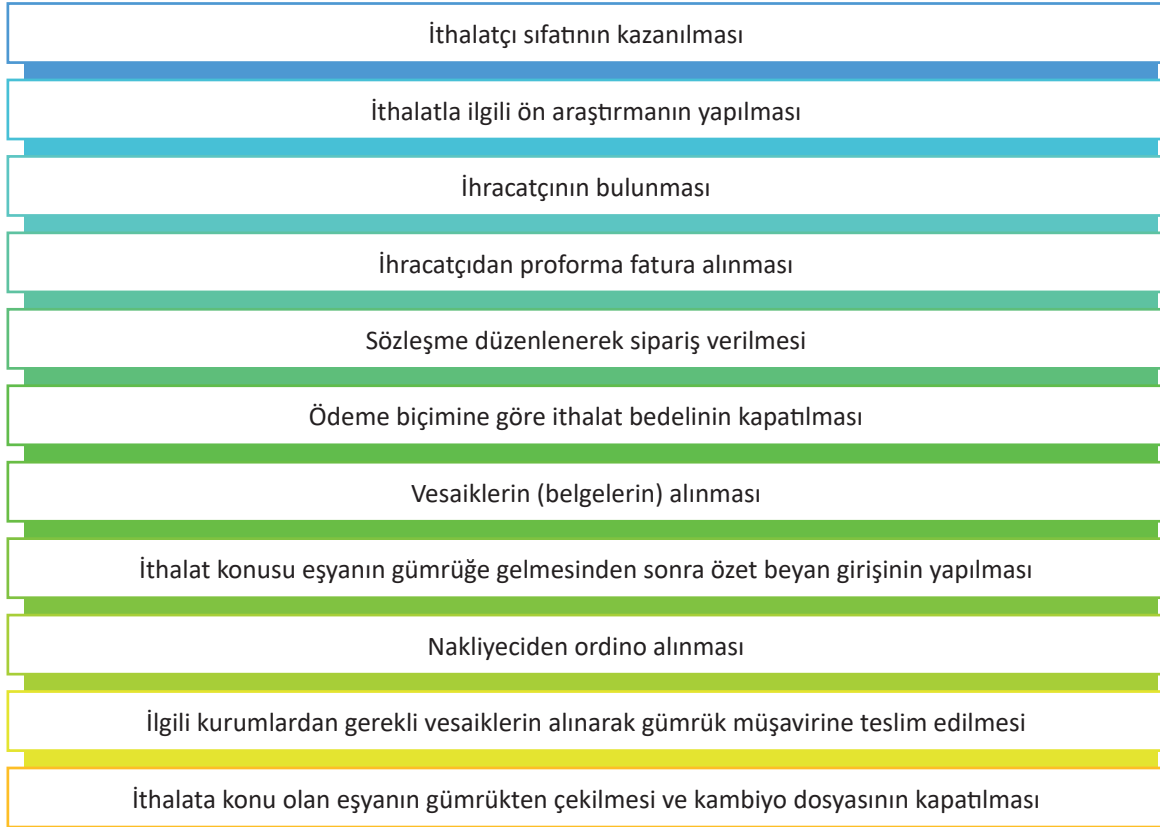 İthalatçı sıfatının kazanılması
İthalatla ilgili ön araştırmanın yapılması
İhracatçının bulunması
İhracatçıdan proforma fatura alınması
Sözleşme düzenlenerek sipariş verilmesi
Ödeme biçimine göre ithalat bedelinin kapatılması
Vesaiklerin (belgelerin) alınması
İthalat konusu eşyanın gümrüğe gelmesinden sonra özet beyan girişinin yapılması
Nakliyeciden ordino alınması
İlgili kurumlardan gerekli vesaiklerin alınarak gümrük müşavirine teslim edilmesi
İthalata konu olan eşyanın gümrükten çekilmesi ve kambiyo dosyasının kapatılması